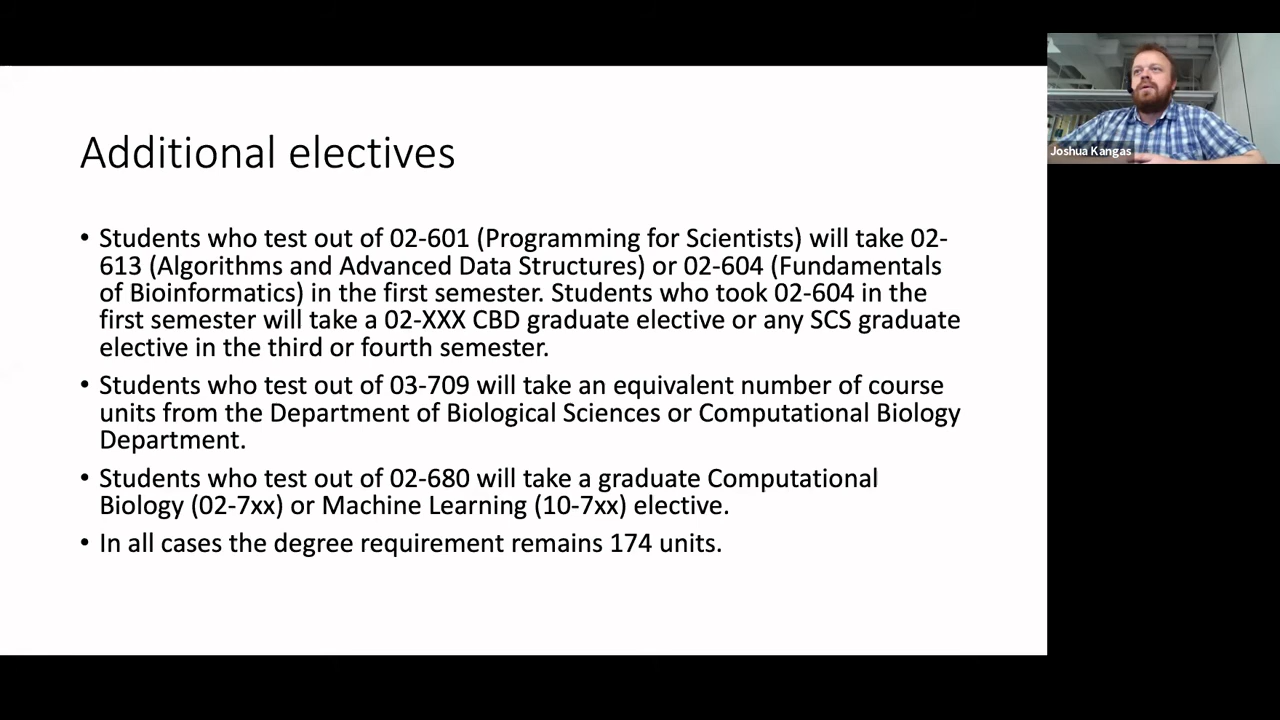 Additional electives
• Students who test out of 02-601 (Programming for Scientists) will take 02-
613 (Algorithms and Advanced Data Structures) or 02-604 (Fundamentals
of Bioinformatics) in the first semester. Students who took 02-604 in the
first semester will take a 02-XXX CBD graduate elective or any SCS graduate
elective in the third or fourth semester.
• Students who test out of 03-709 will take an equivalent number of course
units from the Department of Biological Sciences or Computational Biology
Department.
• Students who test out of 02-680 will take a graduate Computational
Biology (02-7xx) or Machine Learning (10-7xx) elective.
• In all cases the degree requirement remains 174 units.
Joshua Kangas